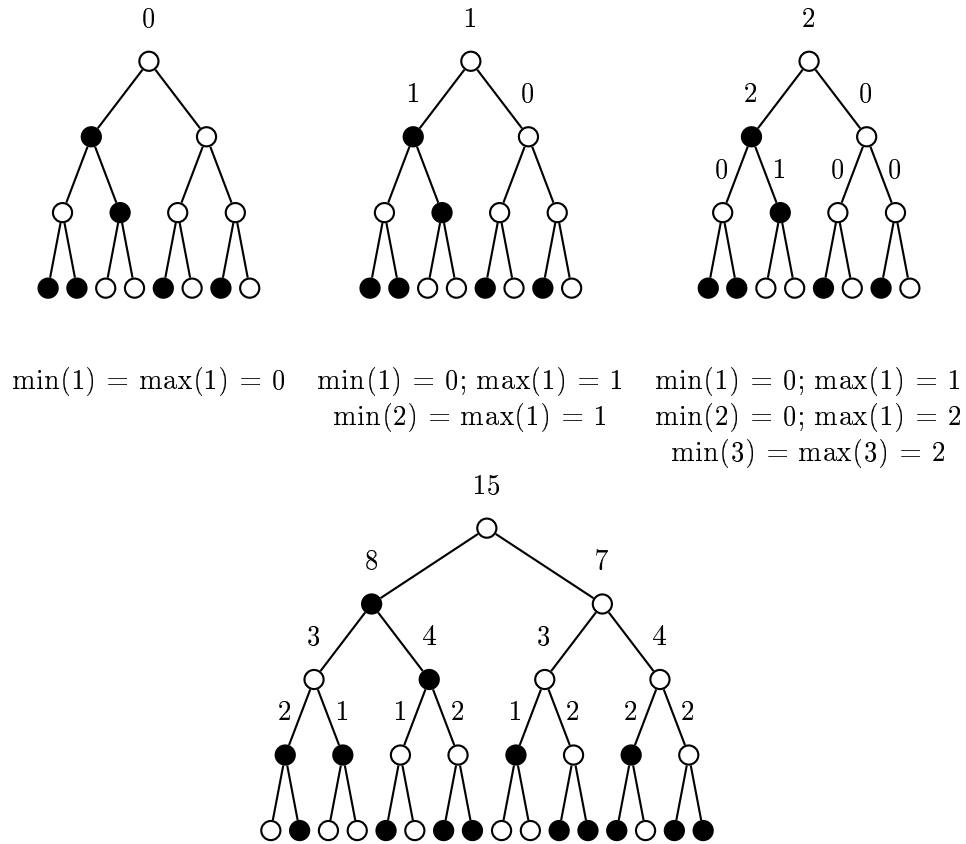 0 1 2
1 0 2 0
0 1 0 0
min(1) = max(1) = 0 min(1) = 0; max(1) = 1 min(1) = 0; max(1) = 1
min(2) = max(1) = 1 min(2) = 0; max(1) = 2
min(3) = max(3) = 2
15
8 7
3 4 3 4
2 1 1 2 1 2 2 2